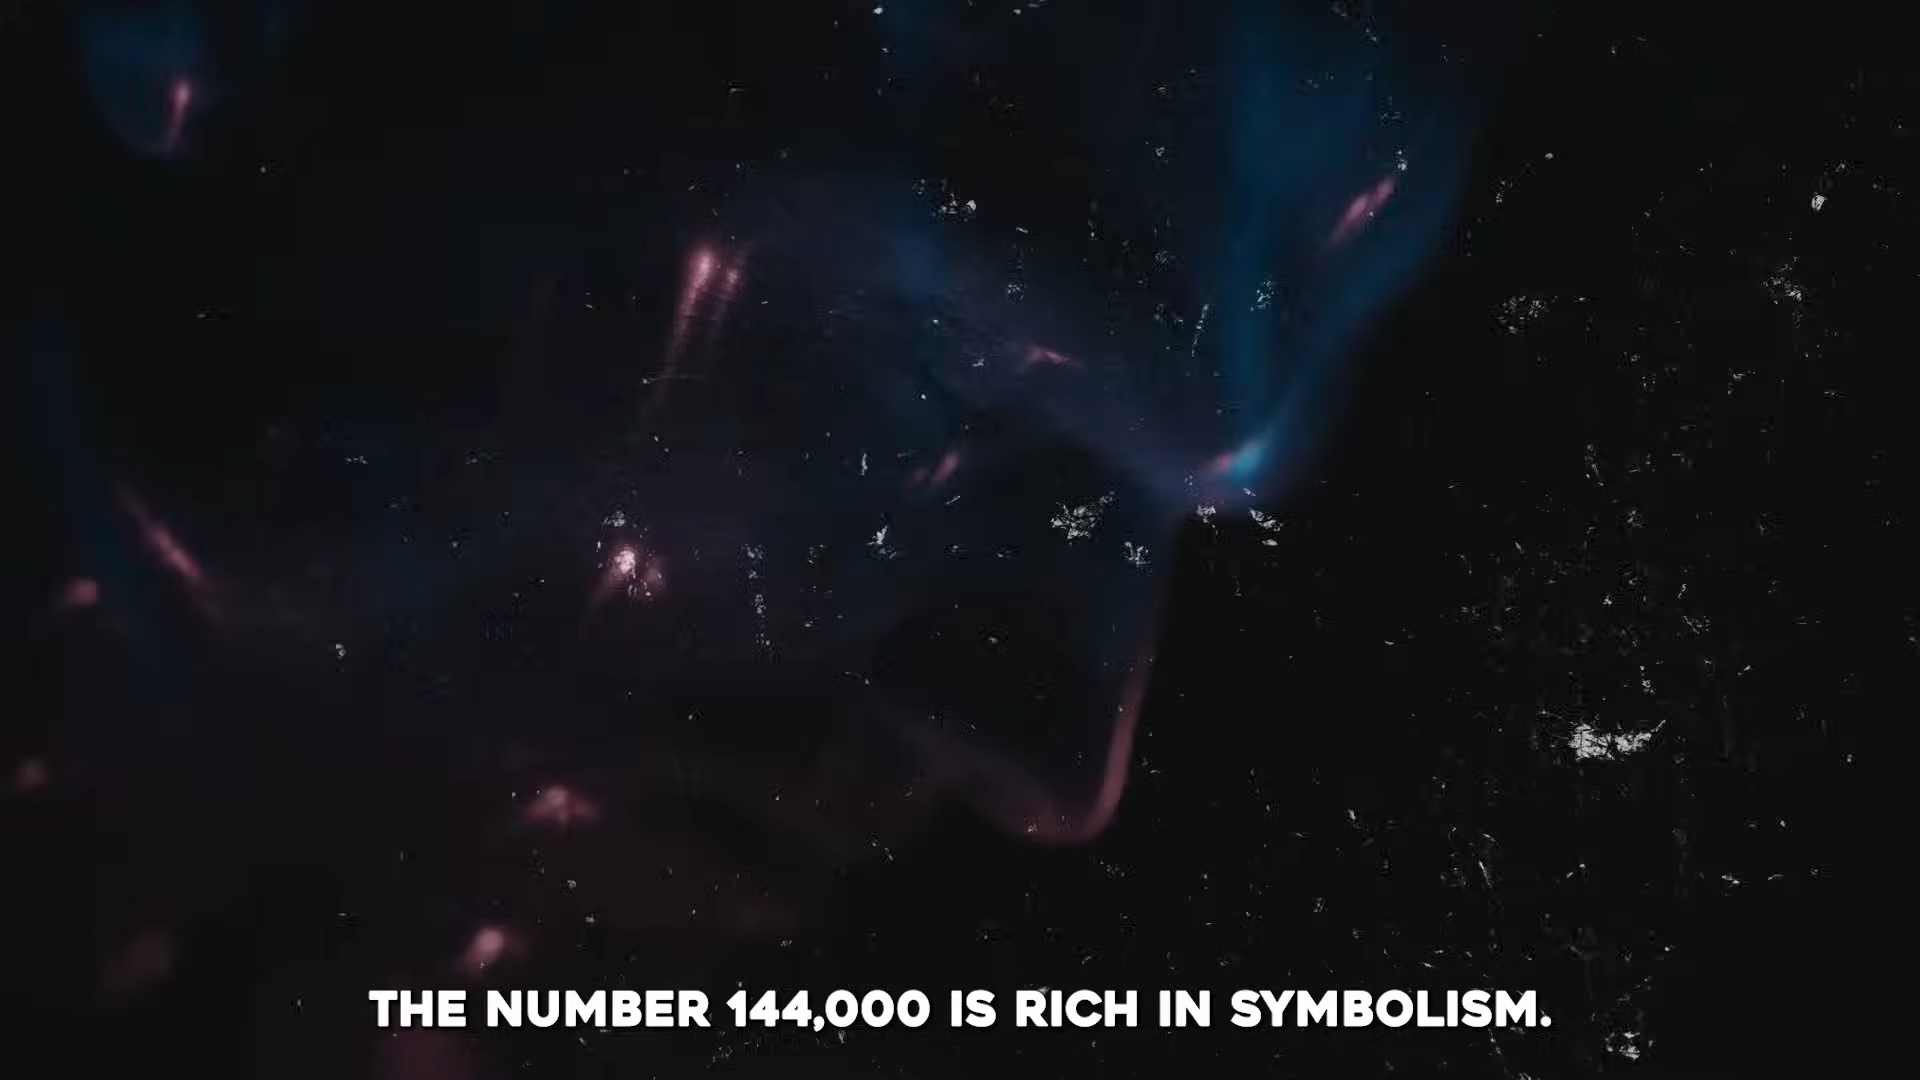 THE NUMBER 144,000 IS RICH IN SYMBOLISM.